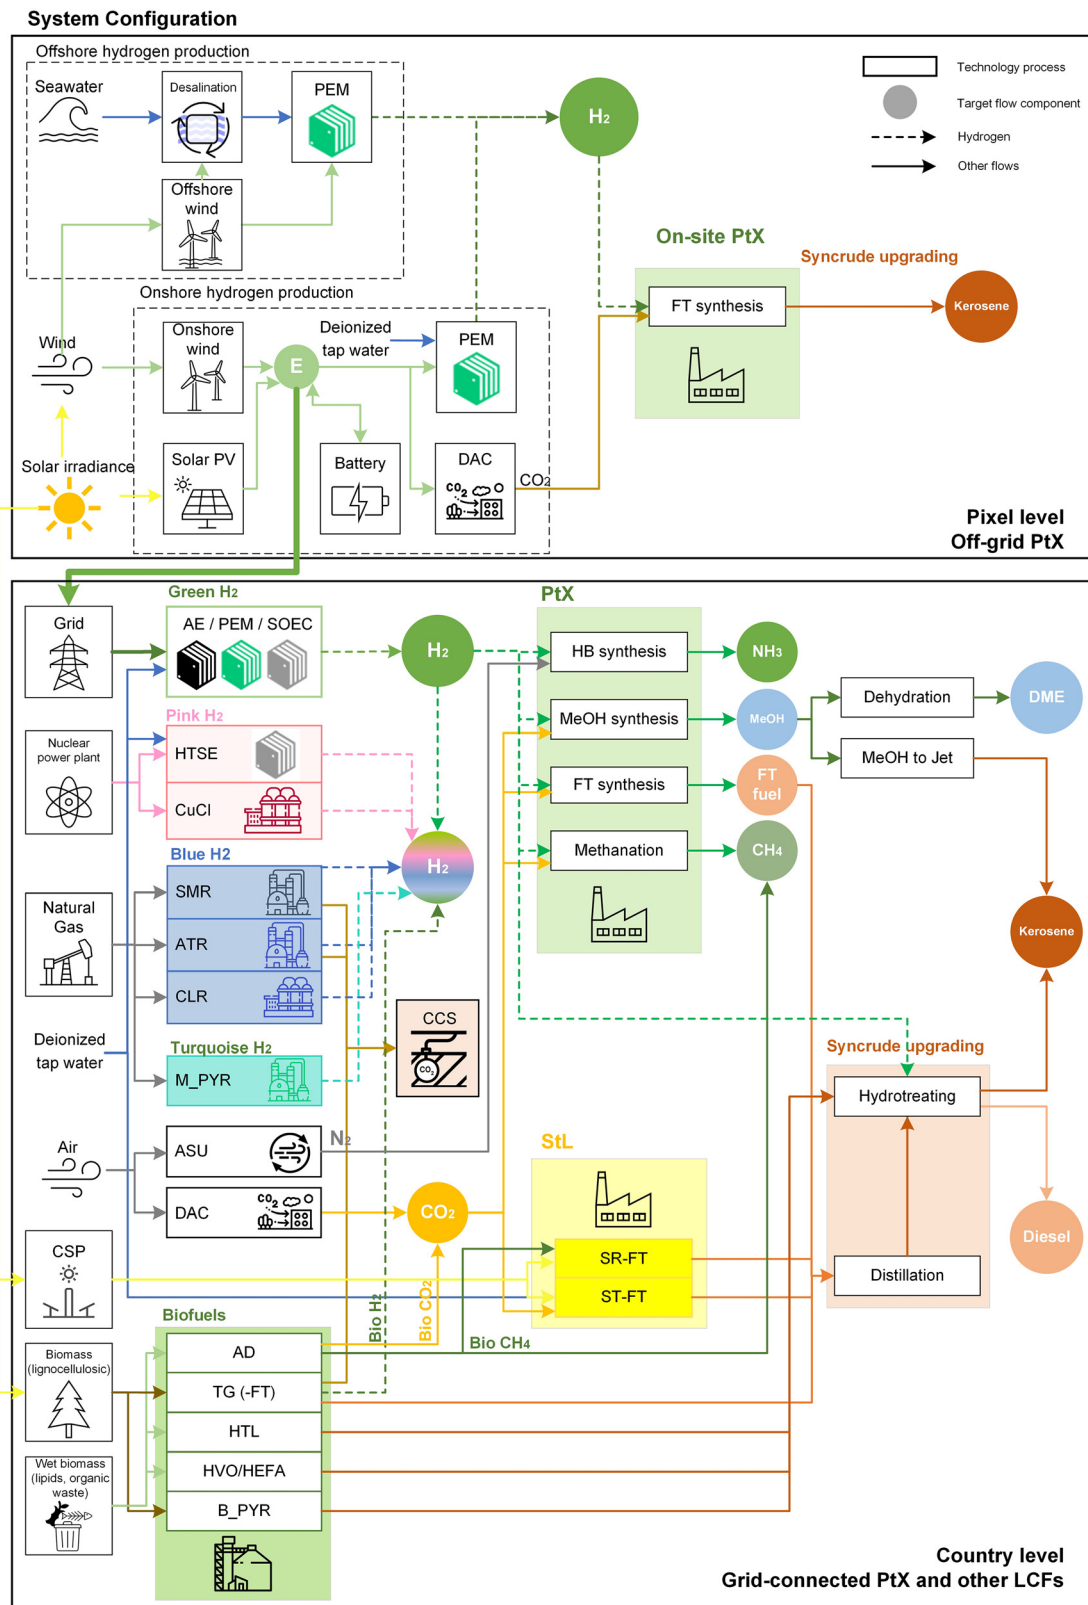 System Configuration
Offshore hydrogen production
Seawater
Desalination
PEM
H2
Technology process
Target flow component
Hydrogen
Other flows
Offshore
wind
On-site PtX
Syncrude upgrading
FT synthesis
Kerosene
Onshore hydrogen production
Wind
Onshore
wind
E
Deionized
tap water
PEM
Solar irradiance
Solar PV
Battery
DAC
CO2
CO2
Pixel level
Off-grid PtX
Grid
Green H2
AE / PEM / SOEC
H2
PtX
HB synthesis
NH3
Pink H2
MeOH synthesis
MeOH
Dehydration
DME
Nuclear
power plant
HTSE
MeOH to Jet
CuCl
FT synthesis
FT
fuel
Blue H2
H2
Methanation
CH4
Natural
Gas
SMR
ATR
CLR
Kerosene
CCS
CO2
Deionized
tap water
Turquoise H2
M_PYR
Syncrude upgrading
Hydrotreating
Air
ASU
N2
StL
DAC
CO2
CO2
Diesel
CSP
SR-FT
ST-FT
Distillation
Biofuels
Bio H2
Bio CO2
Bio CH4
Biomass
(lignocellulosic)
AD
TG (-FT)
HTL
HVO/HEFA
B_PYR
Wet biomass
(lipids, organic
waste)
Country level
Grid-connected PtX and other LCFs